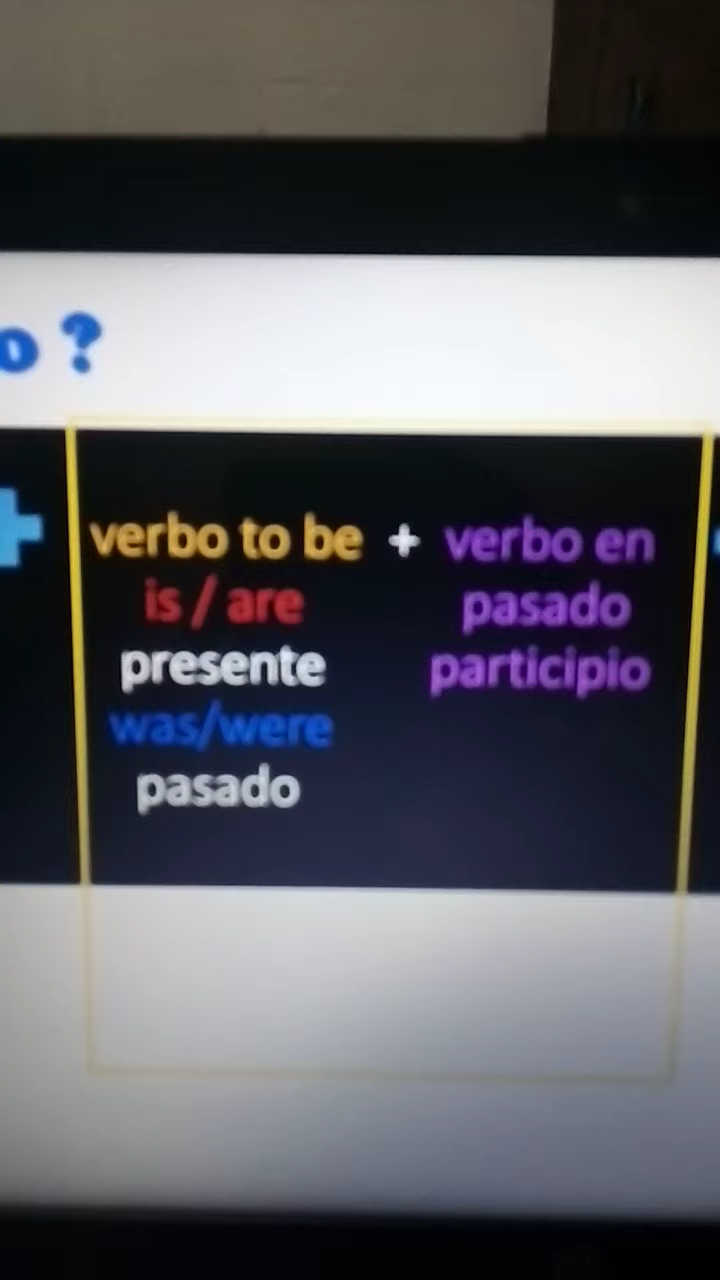 o ?
+ verbo to be + verbo en
is / are pasado
presente participio
was/were
pasado